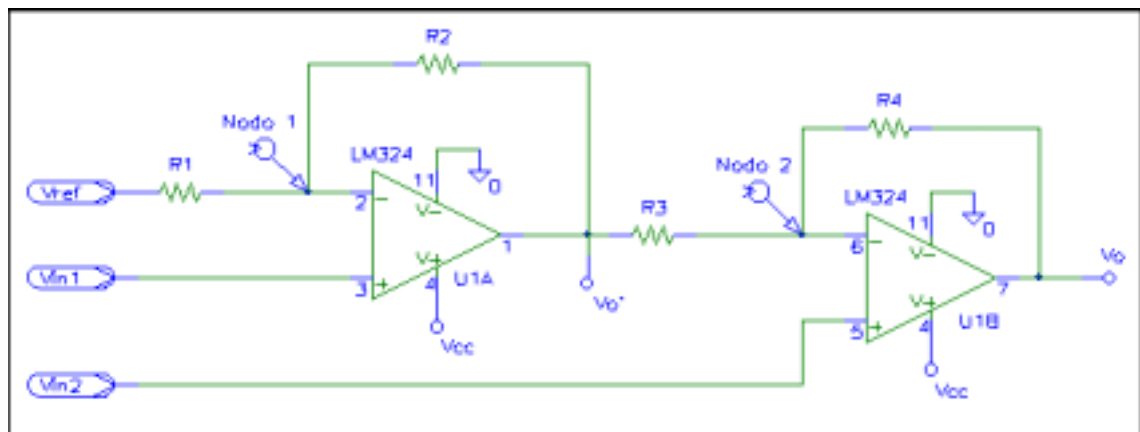 R2
R4
Nodo 1
LM324
R1
11
Nodo 2
LM324
Vref
2
-
V-
0
R3
11
0
1
6
-
V-
Vin1
3
+
V+
4
U1A
Vo'
7
Vo
Vcc
5
+
V+
4
U1B
Vin2
Vcc